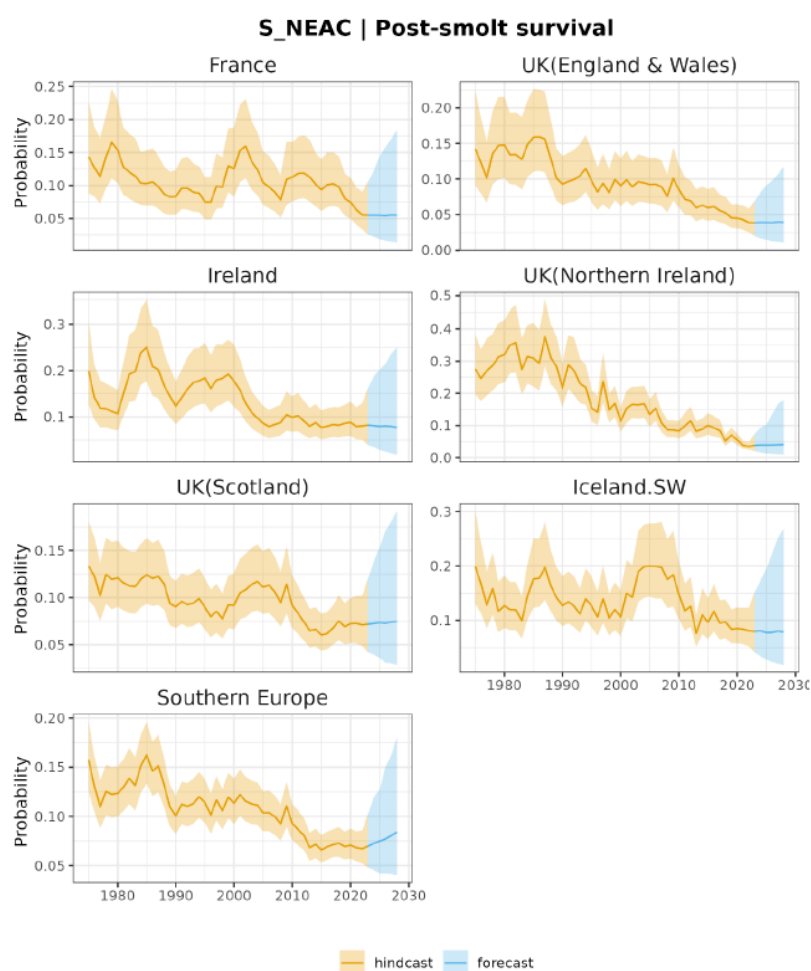 S_NEAC | Post-smolt survival
France
UK(England & Wales)
Probability
0.25
0.20
0.15
0.10
0.05
0.20
0.15
0.10
0.05
0.00
Ireland
UK(Northern Ireland)
Probability
0.3
0.2
0.1
0.5
0.4
0.3
0.2
0.1
0.0
UK(Scotland)
Iceland.SW
Probability
0.15
0.10
0.05
0.3
0.2
0.1
1980 1990 2000 2010 2020 2030
Southern Europe
Probability
0.20
0.15
0.10
0.05
1980 1990 2000 2010 2020 2030
hindcast forecast